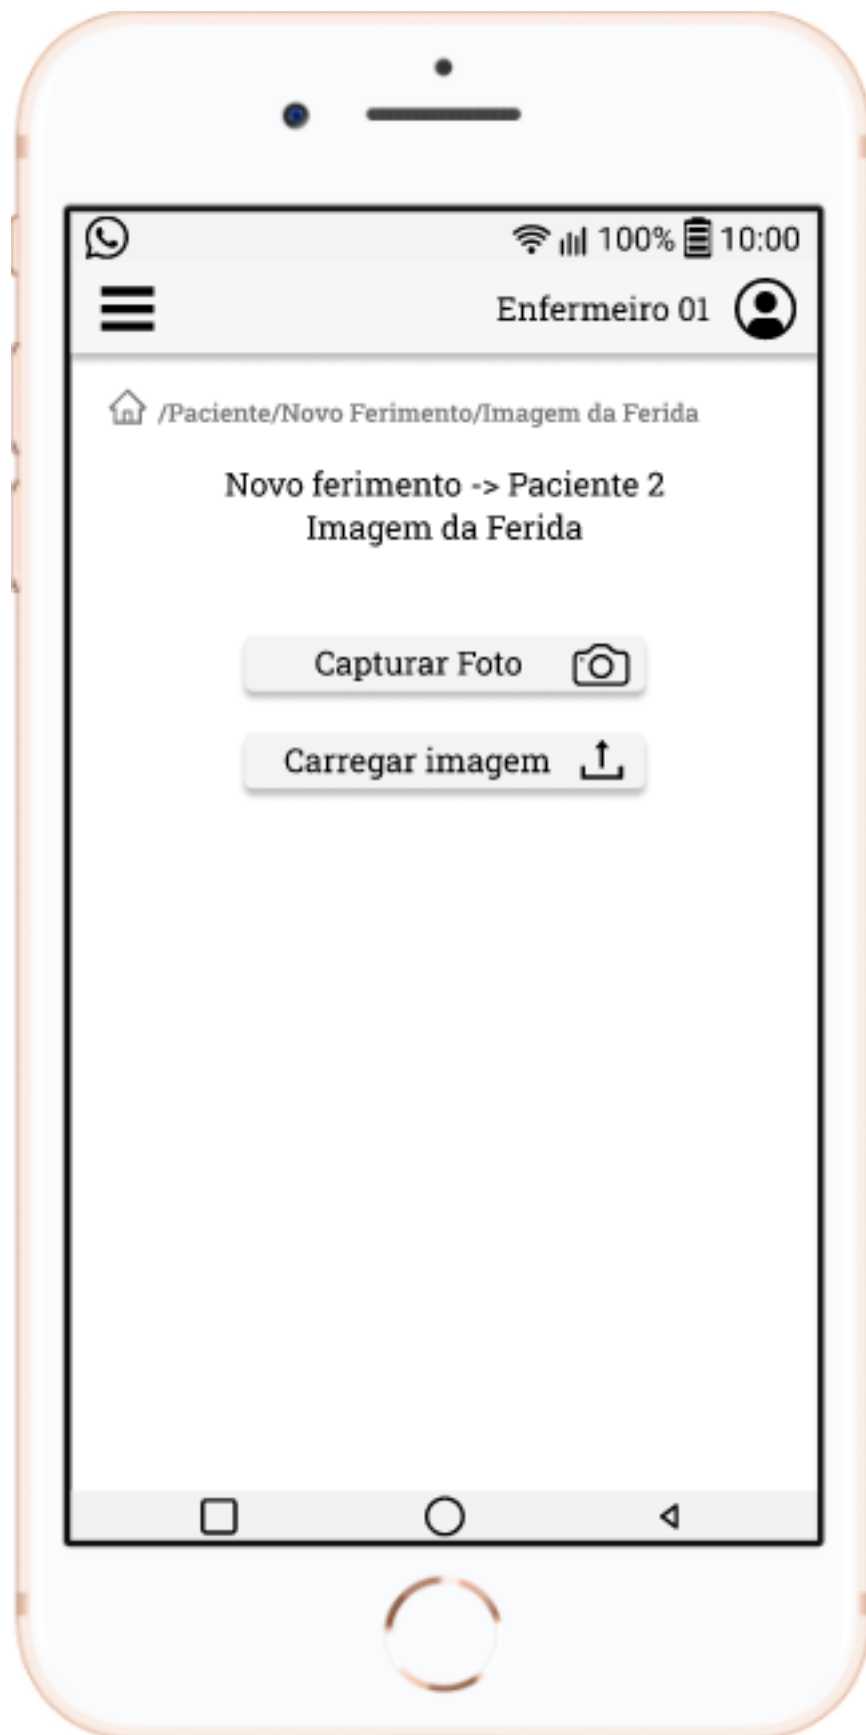 100% 10:00
Enfermeiro 01
/Paciente/Novo Ferimento/Imagem da Ferida
Novo ferimento -> Paciente 2
Imagem da Ferida
Capturar Foto
Carregar imagem